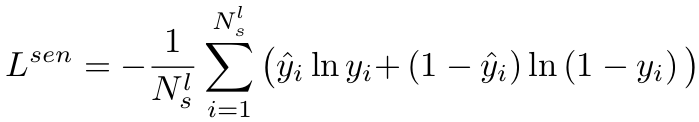 $L^{sen} = -\frac{1}{N_s^l} \sum_{i=1}^{N_s^l} \left( \hat{y}_i \ln y_i + (1 - \hat{y}_i) \ln (1 - y_i) \right)$